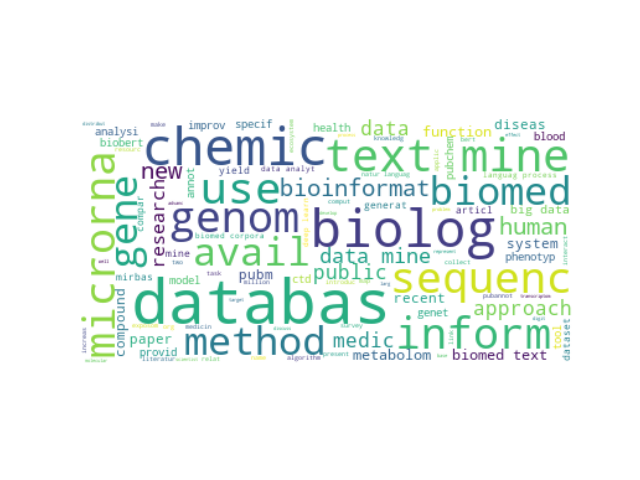 distribut
make
improv
specif
health
data
function
diseas
analysi
chemic
text mine
blood
biobert
knowledg
bert
new
annot
yield
data analyt
pubchem
languag process
natur languag
microrna
gene
compar
research
use
bioinformat
biomed
genom
comput
generat
articl
big data
biolog
human
biomed corpora
system
phenotyp
mine
avail
data mine
interact
well
mirbas
model
task
pubm
public
ctd
sequenc
million
compound
databas
target
recent
genet
pubannot
transcriptom
approach
medicin
survey
increas
paper
method
medic
inform
tool
dataset
provid
literatur
relat
algorithm
present
metabolom
biomed text
collect